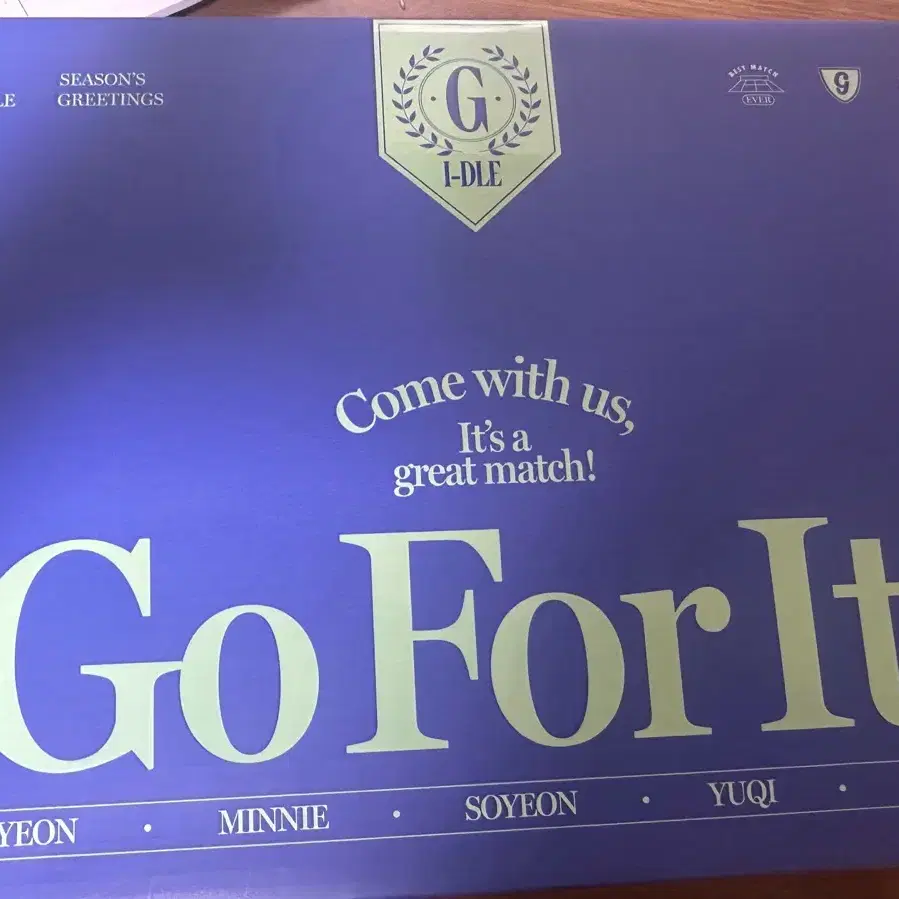 LE
SEASON'S
GREETINGS
G
I-DLE
BEST MATCH
EVER
g
Come with us,
It's a
great match!
Go For It
YEON · MINNIE · SOYEON · YUQI ·